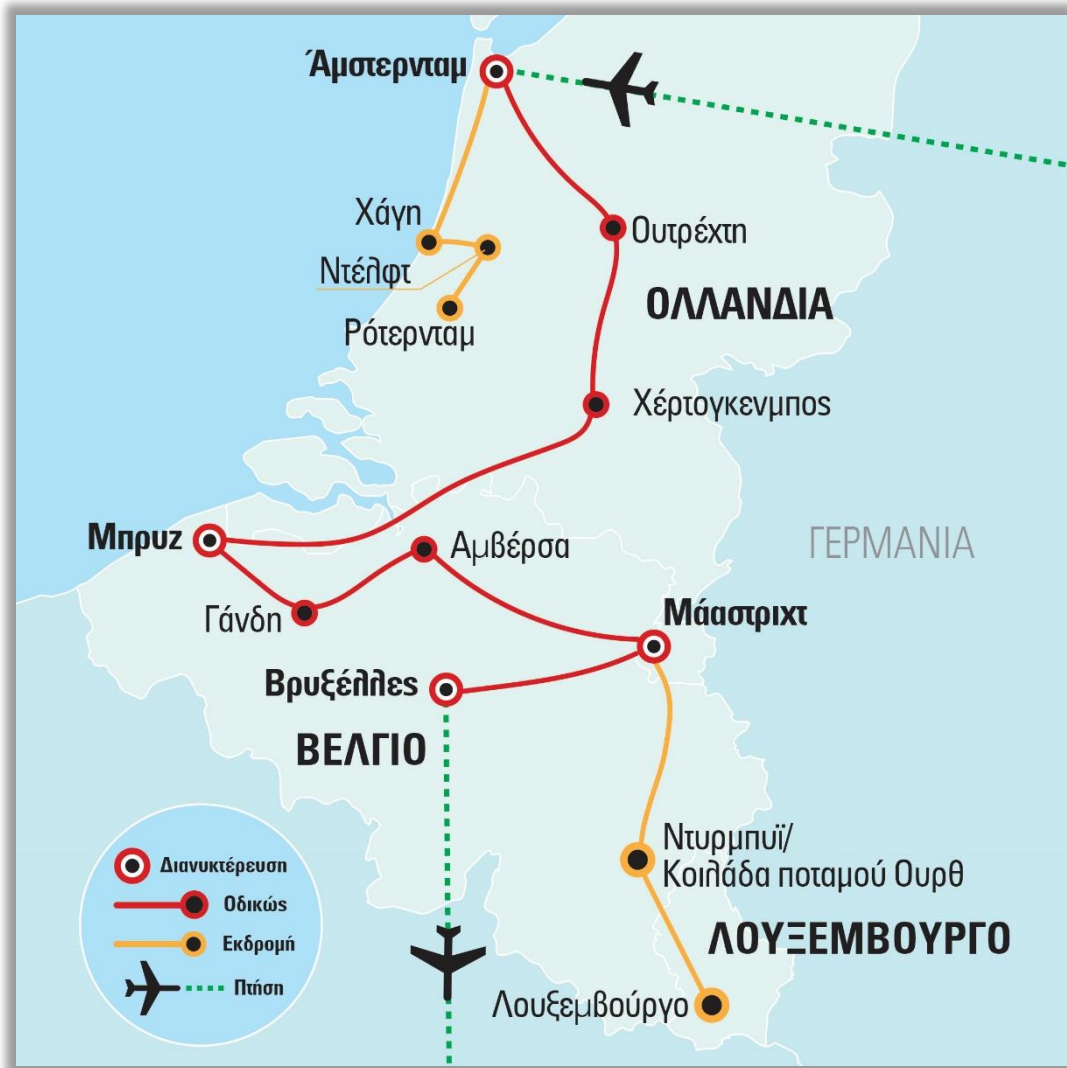 Άμστερνταμ
Χάγη
Ουτρέχτη
Ντέλφτ
ΟΛΛΑΝΔΙΑ
Ρότερνταμ
Χέρτογκενμπος
Μπρυζ
Αμβέρσα
ΓΕΡΜΑΝΙΑ
Γάνδη
Μάαστριχτ
Βρυξέλλες
ΒΕΛΓΙΟ
Ντυρμπυϊ/
Κοιλάδα ποταμού Ουρθ
ΛΟΥΞΕΜΒΟΥΡΓΟ
Λουξεμβούργο
Διανυκτέρευση
Οδικώς
Εκδρομή
Πτήση